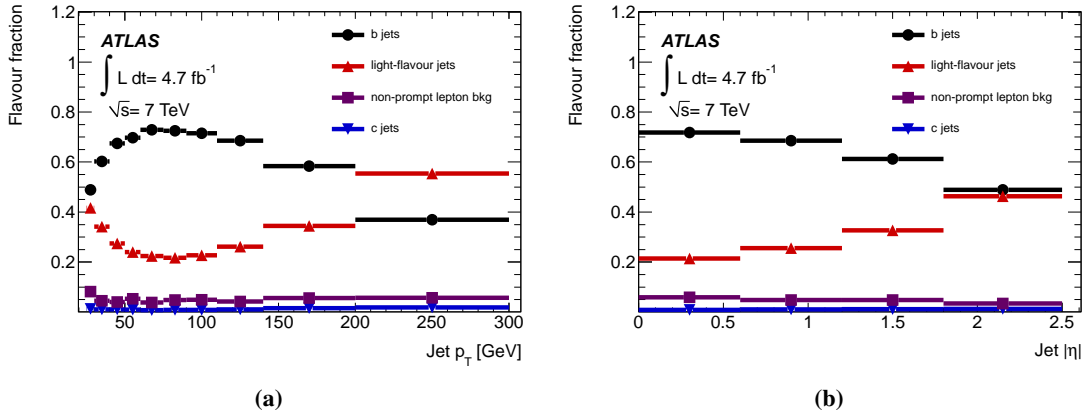 Flavour fraction
1.2
1
0.8
0.6
0.4
0.2
ATLAS
∫ L dt= 4.7 fb⁻¹
√s= 7 TeV
b jets
light-flavour jets
non-prompt lepton bkg
c jets
50 100 150 200 250 300
Jet p_T [GeV]
(a)
Flavour fraction
1.2
1
0.8
0.6
0.4
0.2
ATLAS
∫ L dt= 4.7 fb⁻¹
√s= 7 TeV
b jets
light-flavour jets
non-prompt lepton bkg
c jets
0 0.5 1 1.5 2 2.5
Jet |η|
(b)